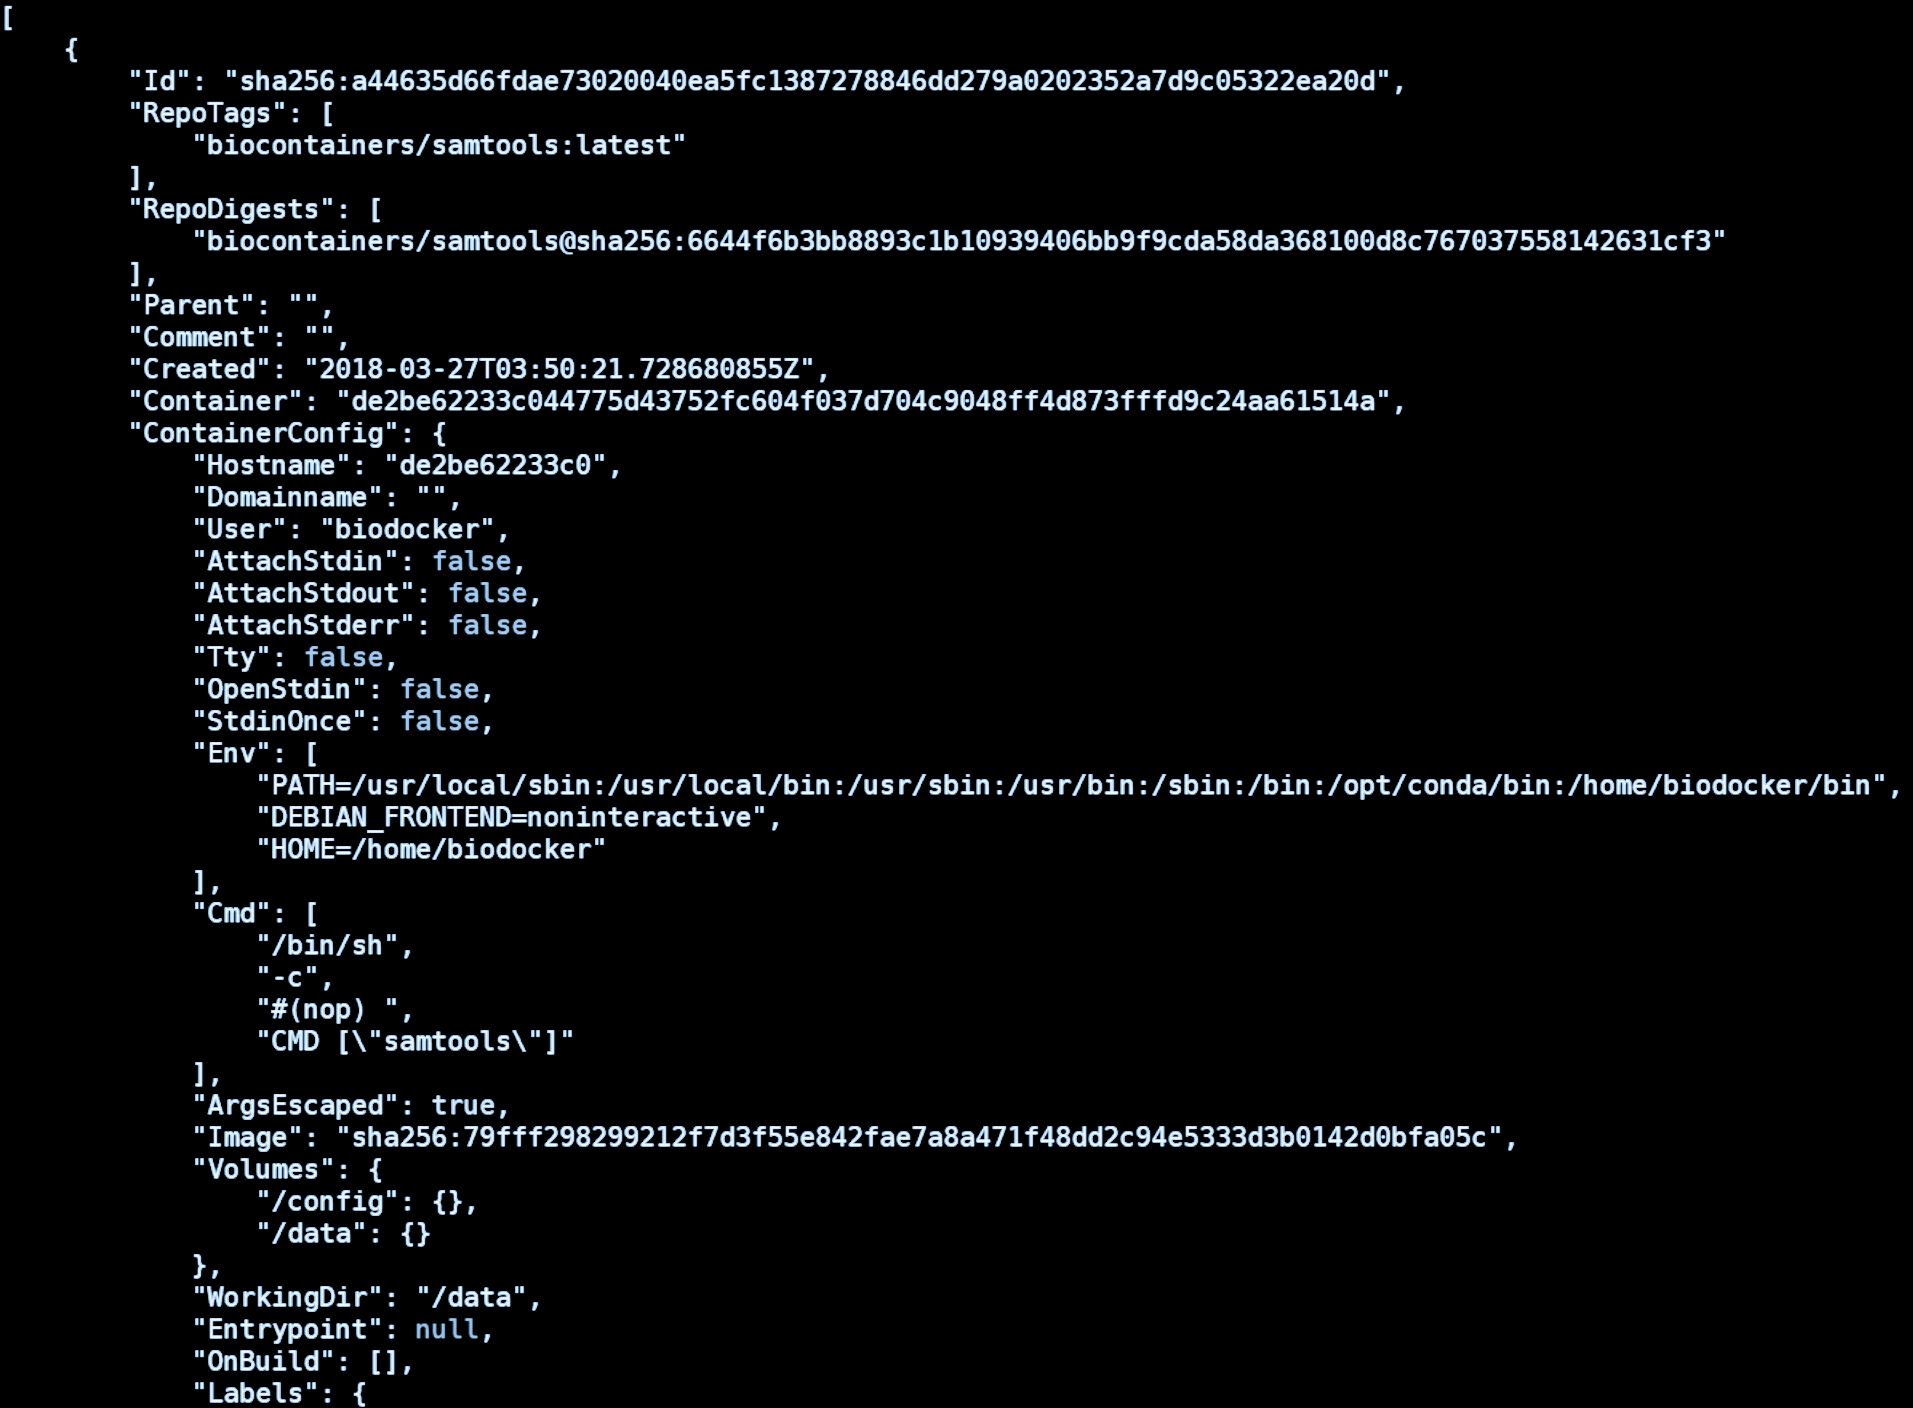 [
    {
        "Id": "sha256:a44635d66fdae73020040ea5fc1387278846dd279a0202352a7d9c05322ea20d",
        "RepoTags": [
            "biocontainers/samtools:latest"
        ],
        "RepoDigests": [
            "biocontainers/samtools@sha256:6644f6b3bb8893c1b10939406bb9f9cda58da368100d8c767037558142631cf3"
        ],
        "Parent": "",
        "Comment": "",
        "Created": "2018-03-27T03:50:21.728680855Z",
        "Container": "de2be62233c044775d43752fc604f037d704c9048ff4d873fffd9c24aa61514a",
        "ContainerConfig": {
            "Hostname": "de2be62233c0",
            "Domainname": "",
            "User": "biodocker",
            "AttachStdin": false,
            "AttachStdout": false,
            "AttachStderr": false,
            "Tty": false,
            "OpenStdin": false,
            "StdinOnce": false,
            "Env": [
                "PATH=/usr/local/sbin:/usr/local/bin:/usr/sbin:/usr/bin:/sbin:/bin:/opt/conda/bin:/home/biodocker/bin",
                "DEBIAN_FRONTEND=noninteractive",
                "HOME=/home/biodocker"
            ],
            "Cmd": [
                "/bin/sh",
                "-c",
                "#(nop) ",
                "CMD [\"samtools\"]"
            ],
            "ArgsEscaped": true,
            "Image": "sha256:79fff298299212f7d3f55e842fae7a8a471f48dd2c94e5333d3b0142d0bfa05c",
            "Volumes": {
                "/config": {},
                "/data": {}
            },
            "WorkingDir": "/data",
            "Entrypoint": null,
            "OnBuild": [],
            "Labels": {